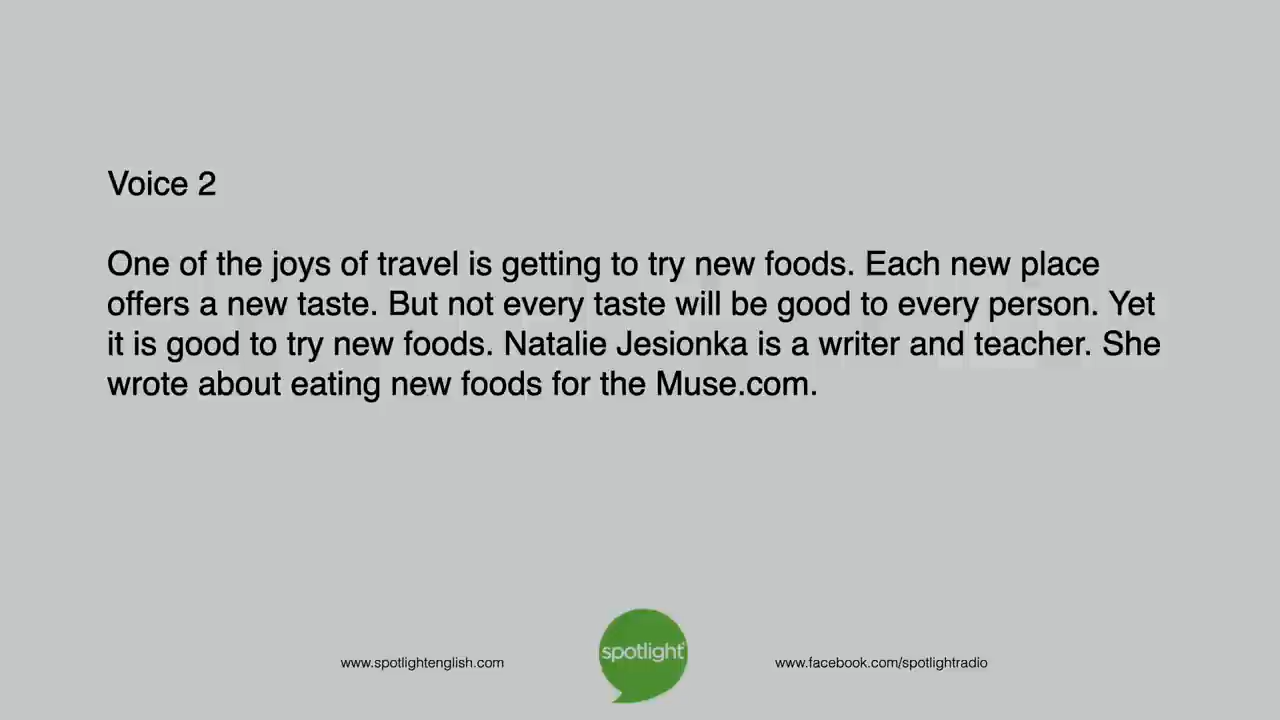 Voice 2
One of the joys of travel is getting to try new foods. Each new place
offers a new taste. But not every taste will be good to every person. Yet
it is good to try new foods. Natalie Jesionka is a writer and teacher. She
wrote about eating new foods for the Muse.com.
www.spotlightenglish.com
spotlight
www.facebook.com/spotlightradio